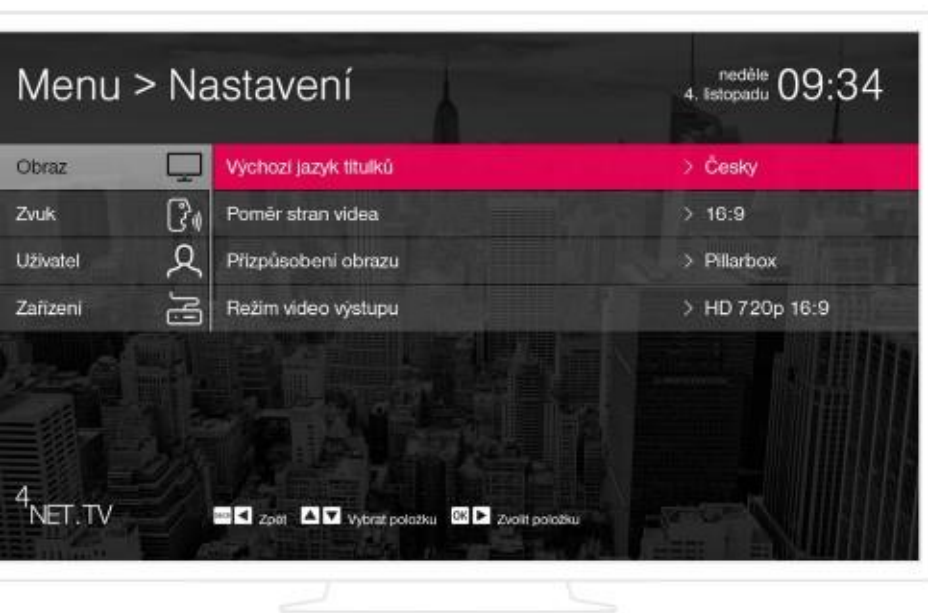 Menu > Nastavení
neděle
4. listopadu 09:34
Obraz
Výchozí jazyk titulků > Česky
Zvuk
Poměr stran videa > 16:9
Uživatel
Přizpůsobení obrazu > Pillarbox
Zařízení
Režim video výstupu > HD 720p 16:9
4NET.TV
Zpět Vybrat položku OK Zvolit položku